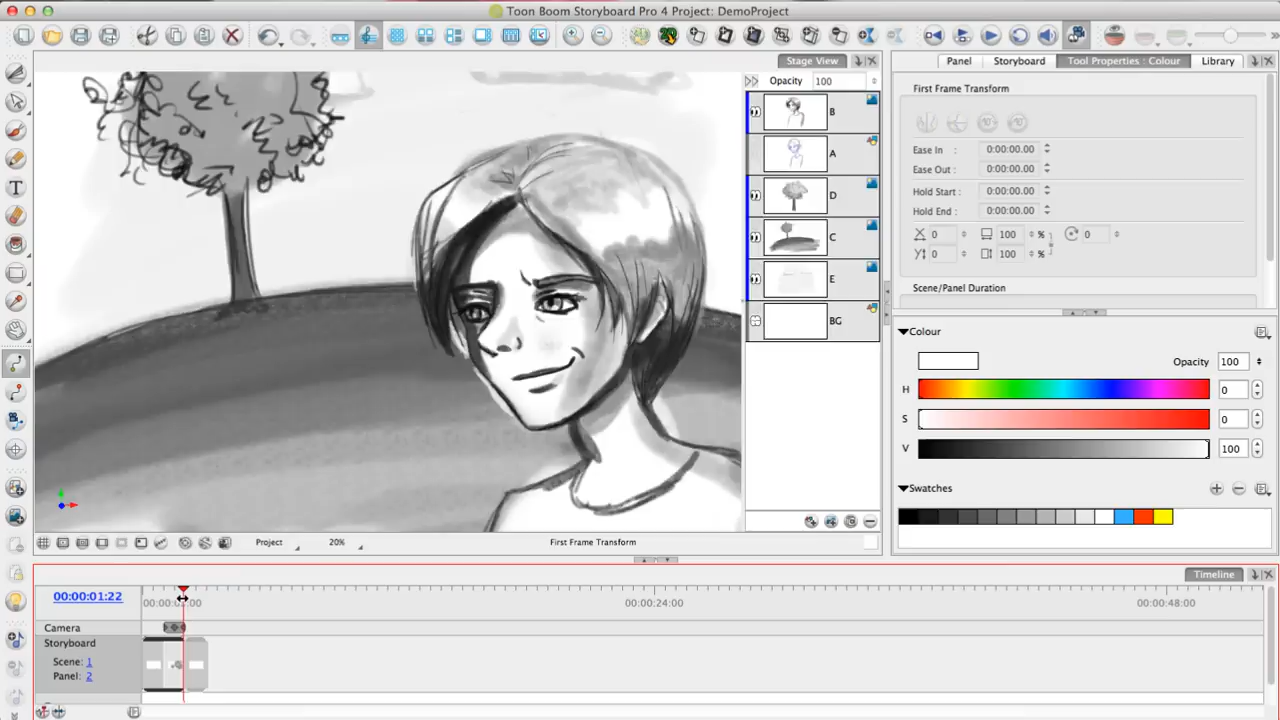 Toon Boom Storyboard Pro 4 Project: DemoProject
Stage View
Panel
Storyboard
Tool Properties : Colour
Library
Opacity 100
B
A
D
C
E
BG
First Frame Transform
Ease In : 0:00:00.00
Ease Out : 0:00:00.00
Hold Start : 0:00:00.00
Hold End : 0:00:00.00
X 0 100 % 0
Y 0 100 %
Scene/Panel Duration
Colour
Opacity 100
H 0
S 0
V 100
Swatches
T
Project 20% First Frame Transform
Timeline
00:00:01:22
00:00:24:00
00:00:48:00
Camera
Storyboard
Scene: 1
Panel: 2